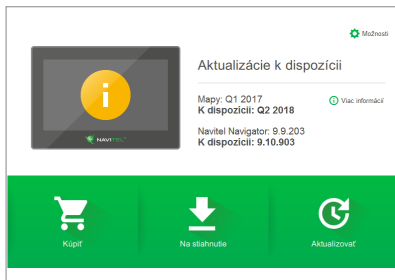 Možnosti
Aktualizácie k dispozícii
Mapy: Q1 2017
K dispozícii: Q2 2018
Viac informácií
Navitel Navigator: 9.9.203
K dispozícii: 9.10.903
NAVITEL
Kúpiť
Na stiahnutie
Aktualizovať